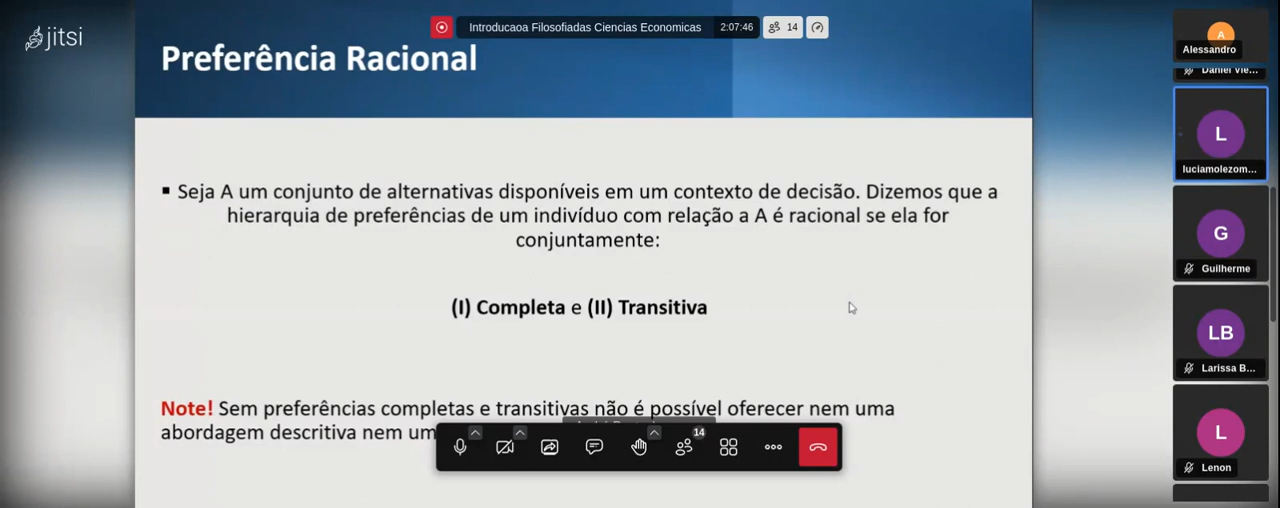 jitsi
Introducaoa Filosofiadas Ciencias Economicas 2:07:46 14
Preferência Racional
▪ Seja A um conjunto de alternativas disponíveis em um contexto de decisão. Dizemos que a
hierarquia de preferências de um indivíduo com relação a A é racional se ela for
conjuntamente:
(I) Completa e (II) Transitiva
Note! Sem preferências completas e transitivas não é possível oferecer nem uma
abordagem descritiva nem um
14
A
Alessandro
Daniel Vie...
L
luciamolezom...
G
Guilherme
LB
Larissa B...
L
Lenon